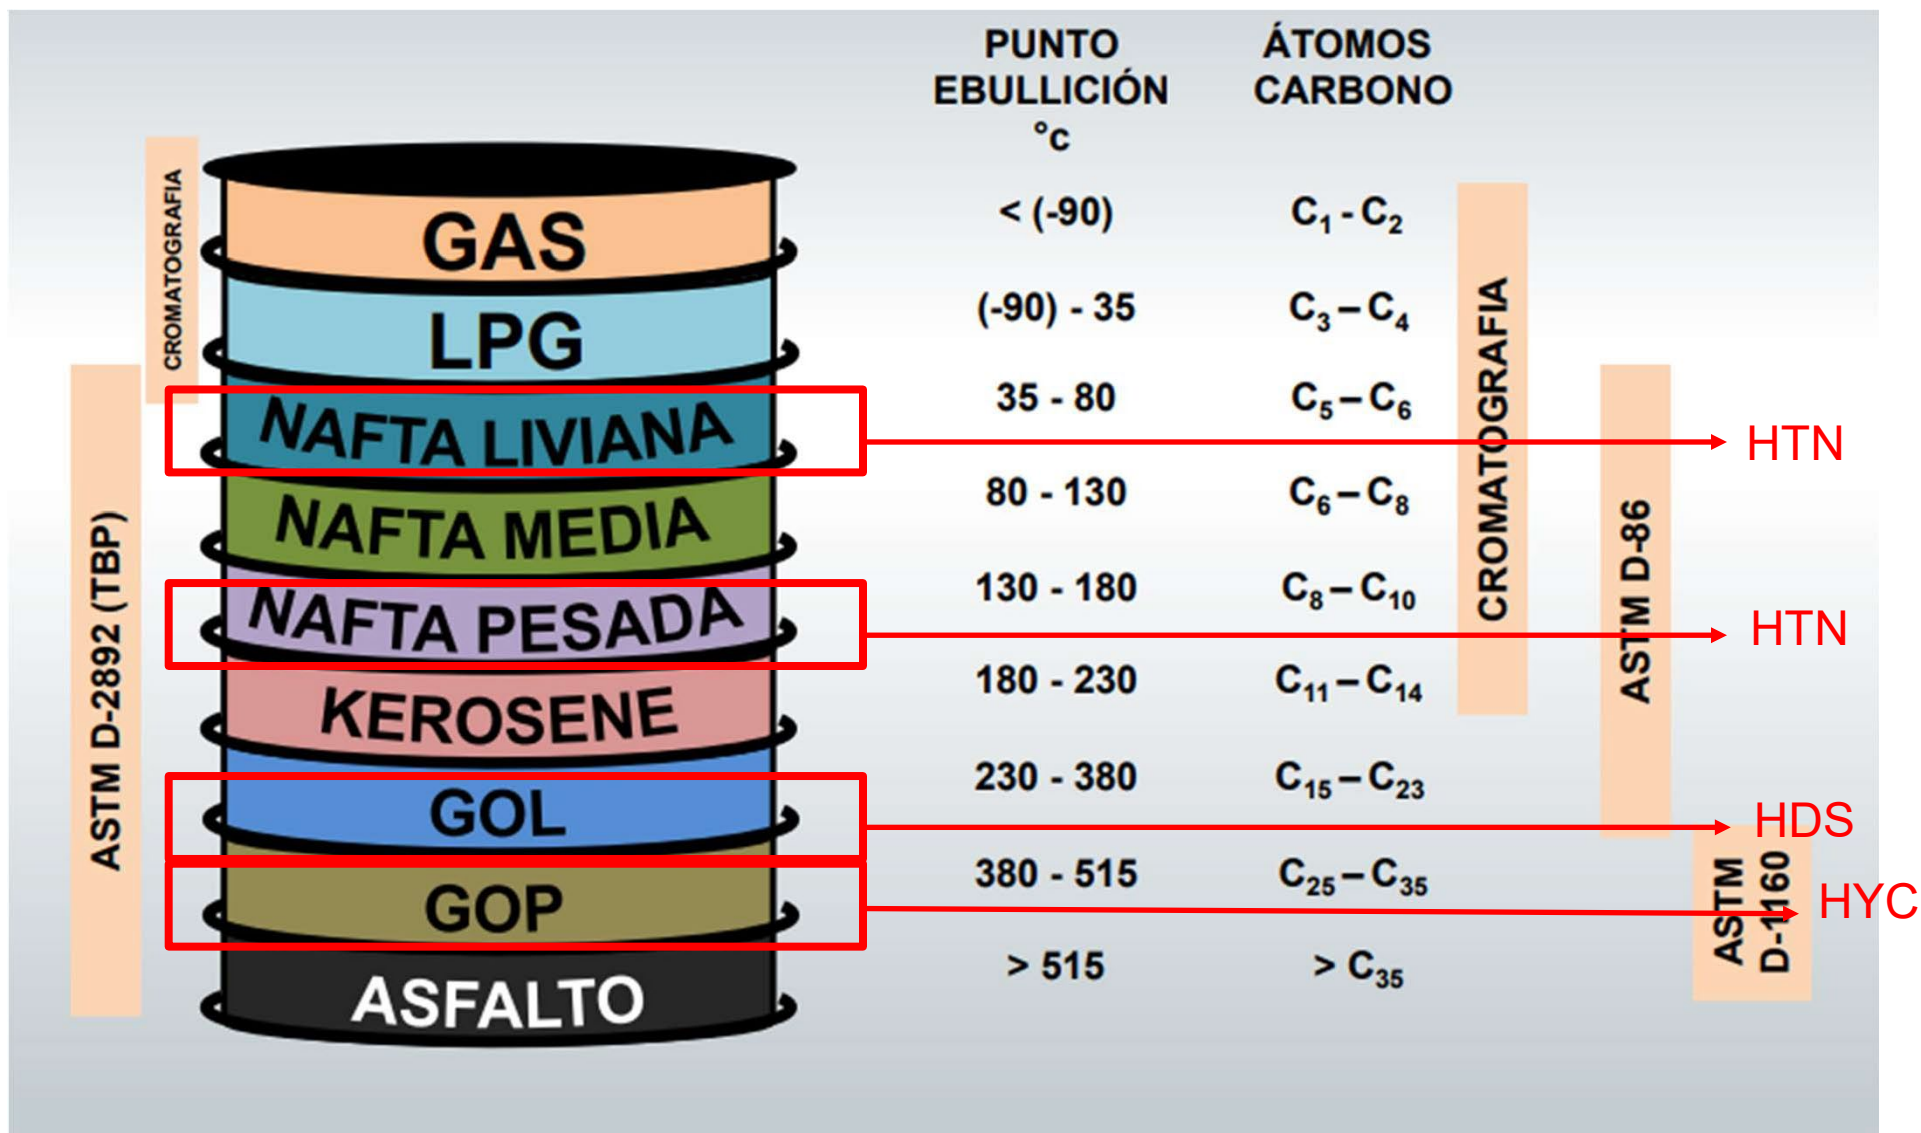 PUNTO
EBULLICIÓN
°c
ÁTOMOS
CARBONO
CROMATOGRAFIA
ASTM D-2892 (TBP)
GAS
< (-90)
C₁ - C₂
LPG
(-90) - 35
C₃ – C₄
NAFTA LIVIANA
35 - 80
C₅ – C₆
HTN
NAFTA MEDIA
80 - 130
C₆ – C₈
NAFTA PESADA
130 - 180
C₈ – C₁₀
HTN
KEROSENE
180 - 230
C₁₁ – C₁₄
GOL
230 - 380
C₁₅ – C₂₃
HDS
GOP
380 - 515
C₂₅ – C₃₅
HYC
ASFALTO
> 515
> C₃₅
CROMATOGRAFIA
ASTM D-86
ASTM
D-1160